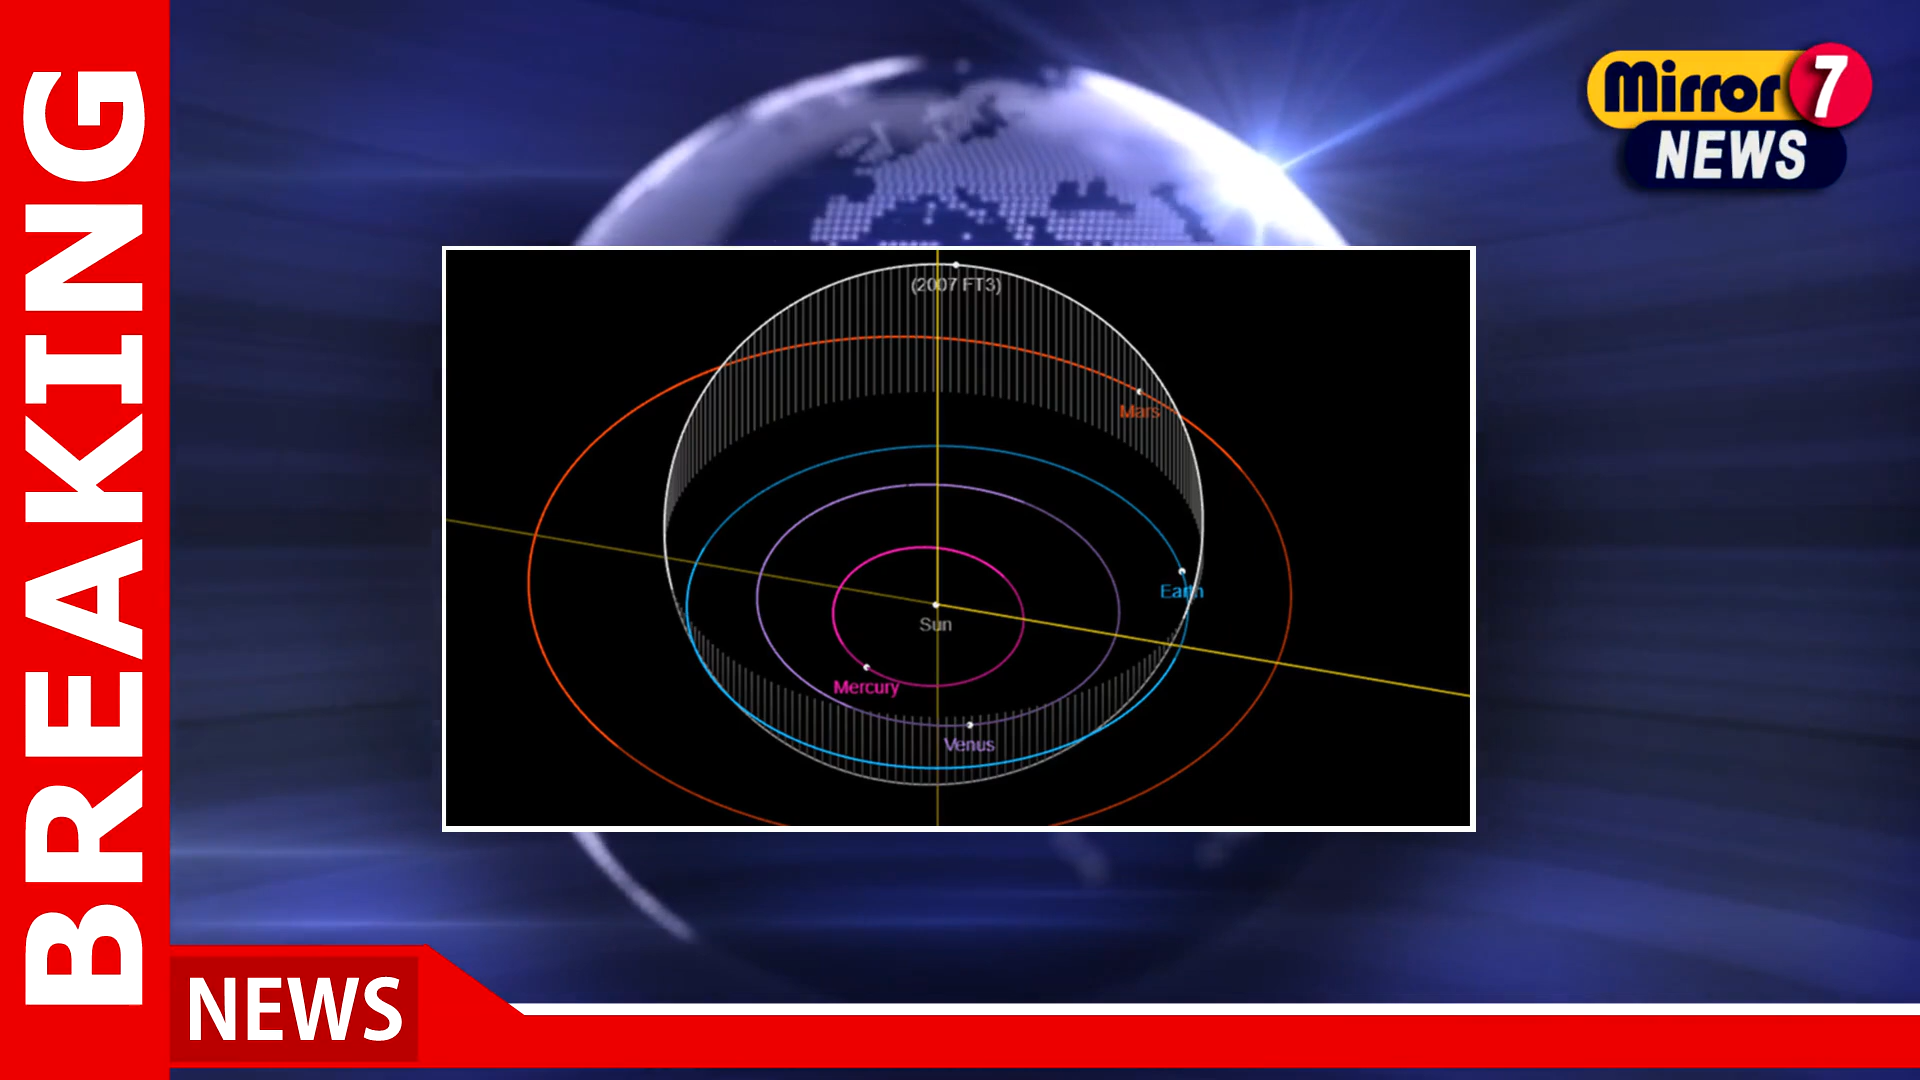 BREAKING
Mirror 7
NEWS
(2007 FT3)
Mars
Earth
Sun
Mercury
Venus
NEWS